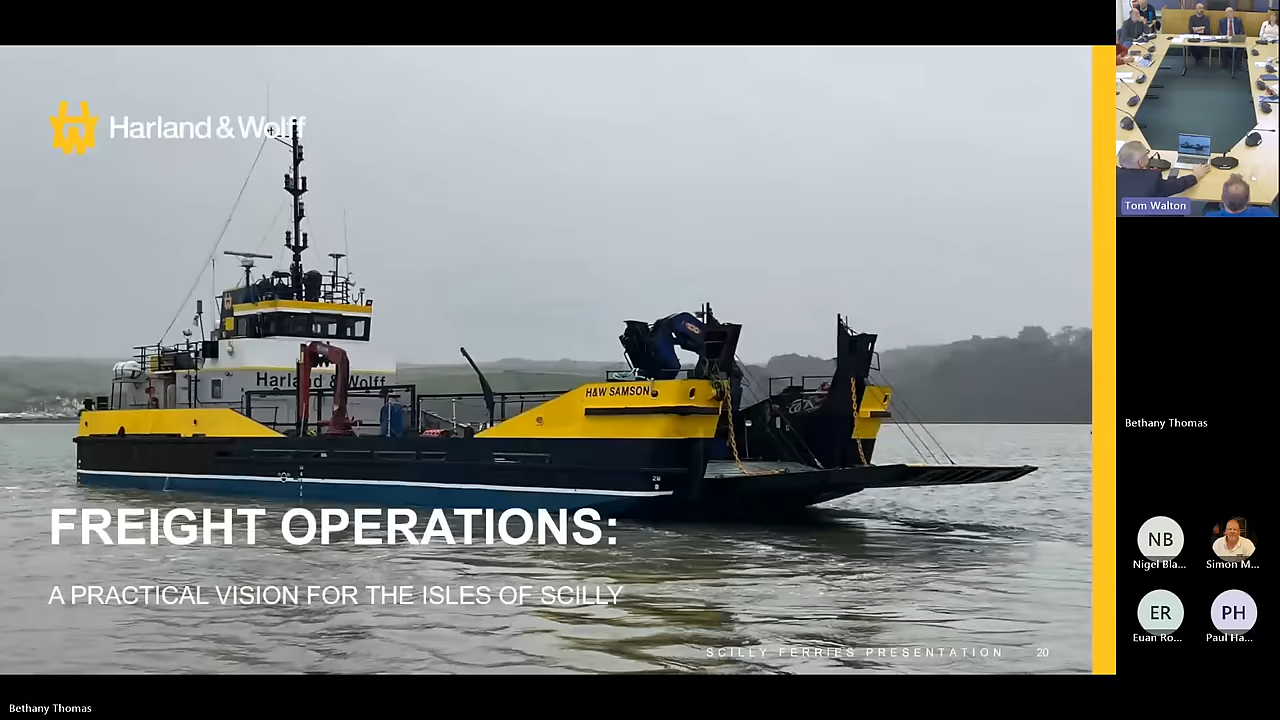 Harland & Wolff
Harland & Wolff
H&W SAMSON
FREIGHT OPERATIONS:
A PRACTICAL VISION FOR THE ISLES OF SCILLY
SCILLY FERRIES PRESENTATION 20
Tom Walton
Bethany Thomas
NB
Nigel Bla...
Simon M...
ER
Euan Ro...
PH
Paul Ha...
Bethany Thomas